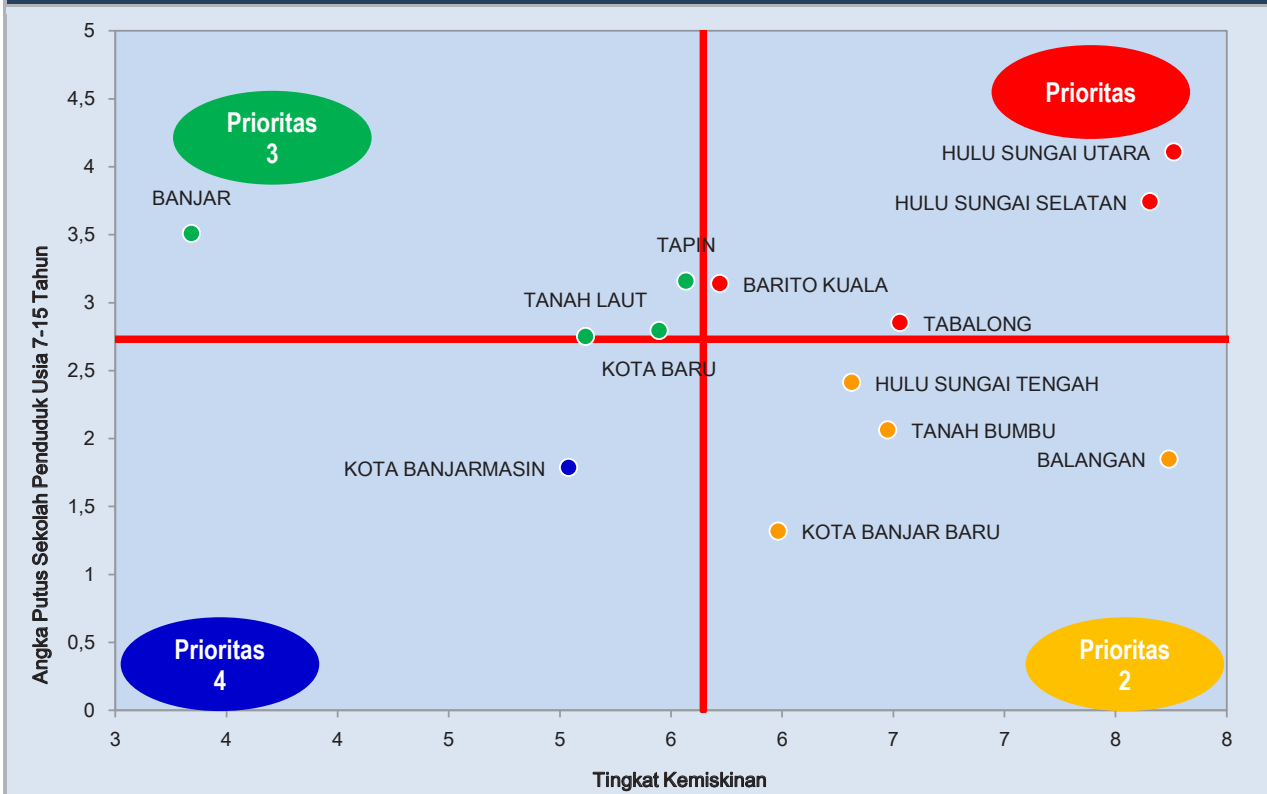 5
4,5
4
3,5
3
2,5
2
1,5
1
0,5
0
Angka Putus Sekolah Penduduk Usia 7-15 Tahun
Prioritas
3
Prioritas
HULU SUNGAI UTARA
HULU SUNGAI SELATAN
BANJAR
TAPIN
BARITO KUALA
TANAH LAUT
TABALONG
KOTA BARU
HULU SUNGAI TENGAH
TANAH BUMBU
KOTA BANJARMASIN
BALANGAN
KOTA BANJAR BARU
Prioritas
4
Prioritas
2
3 4 4 5 5 6 6 7 7 8 8
Tingkat Kemiskinan